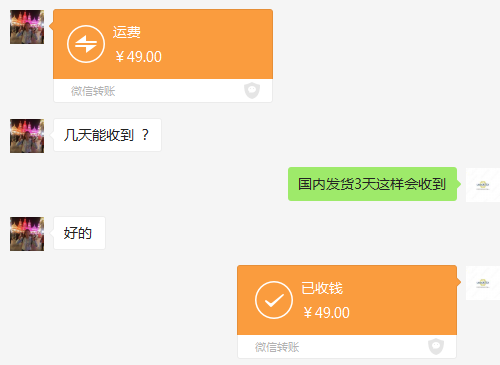 运费
￥49.00
微信转账
几天能收到 ？
国内发货3天这样会收到
好的
已收钱
￥49.00
微信转账